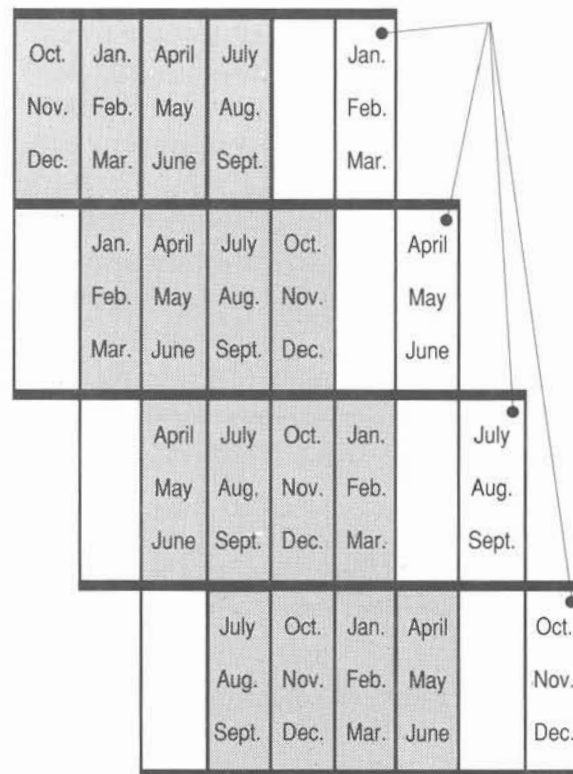 Oct. Jan. April July Jan.
Nov. Feb. May Aug. Feb.
Dec. Mar. June Sept. Mar.
Jan. April July Oct. April
Feb. May Aug. Nov. May
Mar. June Sept. Dec. June
April July Oct. Jan. July
May Aug. Nov. Feb. Aug.
June Sept. Dec. Mar. Sept.
July Oct. Jan. April Oct.
Aug. Nov. Feb. May Nov.
Sept. Dec. Mar. June Dec.